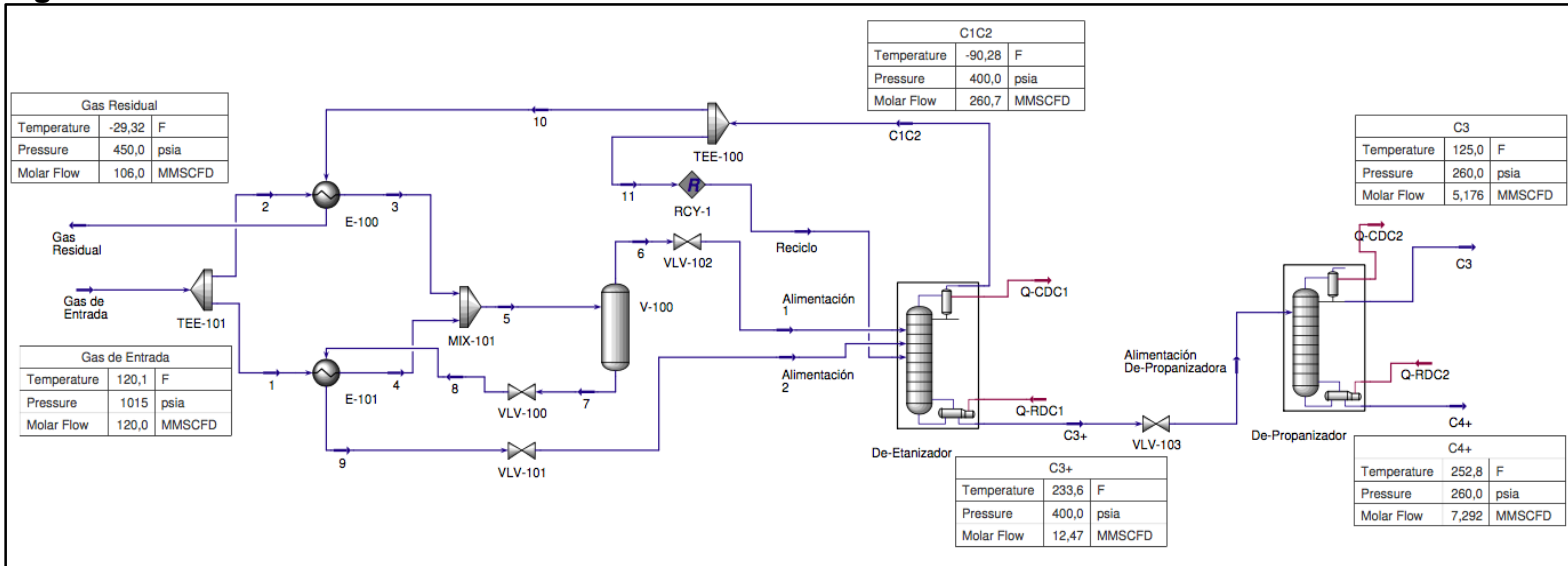 C1C2
Temperature -90,28 F
Pressure 400,0 psia
Molar Flow 260,7 MMSCFD
Gas Residual
Temperature -29,32 F
Pressure 450,0 psia
Molar Flow 106,0 MMSCFD
10
C1C2
TEE-100
C3
Temperature 125,0 F
Pressure 260,0 psia
Molar Flow 5,176 MMSCFD
2
E-100
3
11
R
RCY-1
Gas
Residual
Reciclo
6
VLV-102
Q-CDC2
C3
Gas de
Entrada
TEE-101
MIX-101
5
V-100
Alimentación
1
Q-CDC1
Gas de Entrada
Temperature 120,1 F
Pressure 1015 psia
Molar Flow 120,0 MMSCFD
1
E-101
4
8
VLV-100
7
Alimentación
2
Alimentación
De-Propanizadora
Q-RDC2
Q-RDC1
9
VLV-101
De-Etanizador
C3+
VLV-103
De-Propanizador
C4+
C3+
Temperature 233,6 F
Pressure 400,0 psia
Molar Flow 12,47 MMSCFD
C4+
Temperature 252,8 F
Pressure 260,0 psia
Molar Flow 7,292 MMSCFD